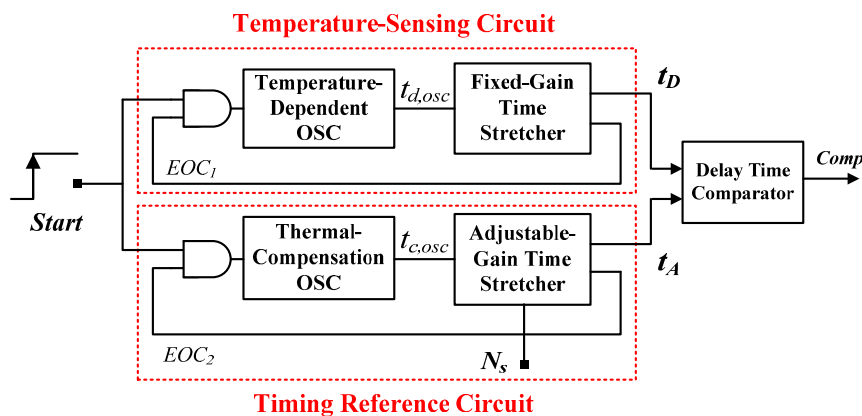 Temperature-Sensing Circuit
Temperature-
Dependent
OSC
t_{d,osc}
Fixed-Gain
Time
Stretcher
t_D
EOC_1
Start
Delay Time
Comparator
Comp
Thermal-
Compensation
OSC
t_{c,osc}
Adjustable-
Gain Time
Stretcher
t_A
EOC_2
N_s
Timing Reference Circuit